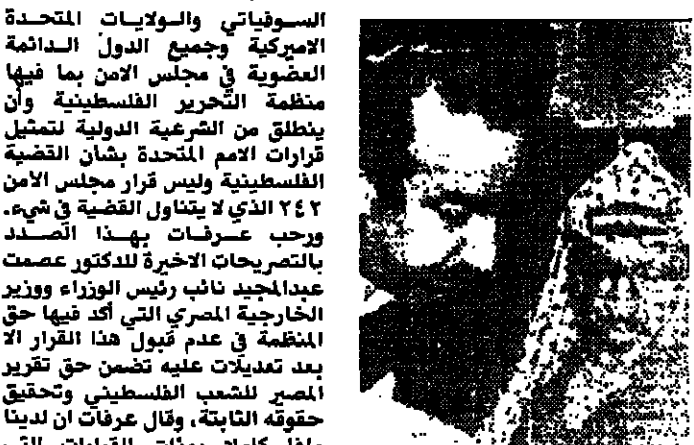 السوفياتي والولايات المتحدة
الاميركية وجميع الدول الدائمة
العضوية في مجلس الامن بما فيها
منظمة التحرير الفلسطينية وأن
ينطلق من الشرعية الدولية لتمثيل
قرارات الامم المتحدة بشأن القضية
الفلسطينية وليس قرار مجلس الامن
٢٤٢ الذي لا يتناول القضية في شيء.
ورحب عرفات بهذا الصدد
بالتصريحات الاخيرة للدكتور عصمت
عبدالمجيد نائب رئيس الوزراء ووزير
الخارجية المصري التي أكد فيها حق
المنظمة في عدم قبول هذا القرار الا
بعد تعديلات عليه تضمن حق تقرير
المصير للشعب الفلسطيني وتحقيق
حقوقه الثابتة، وقال عرفات ان لدينا